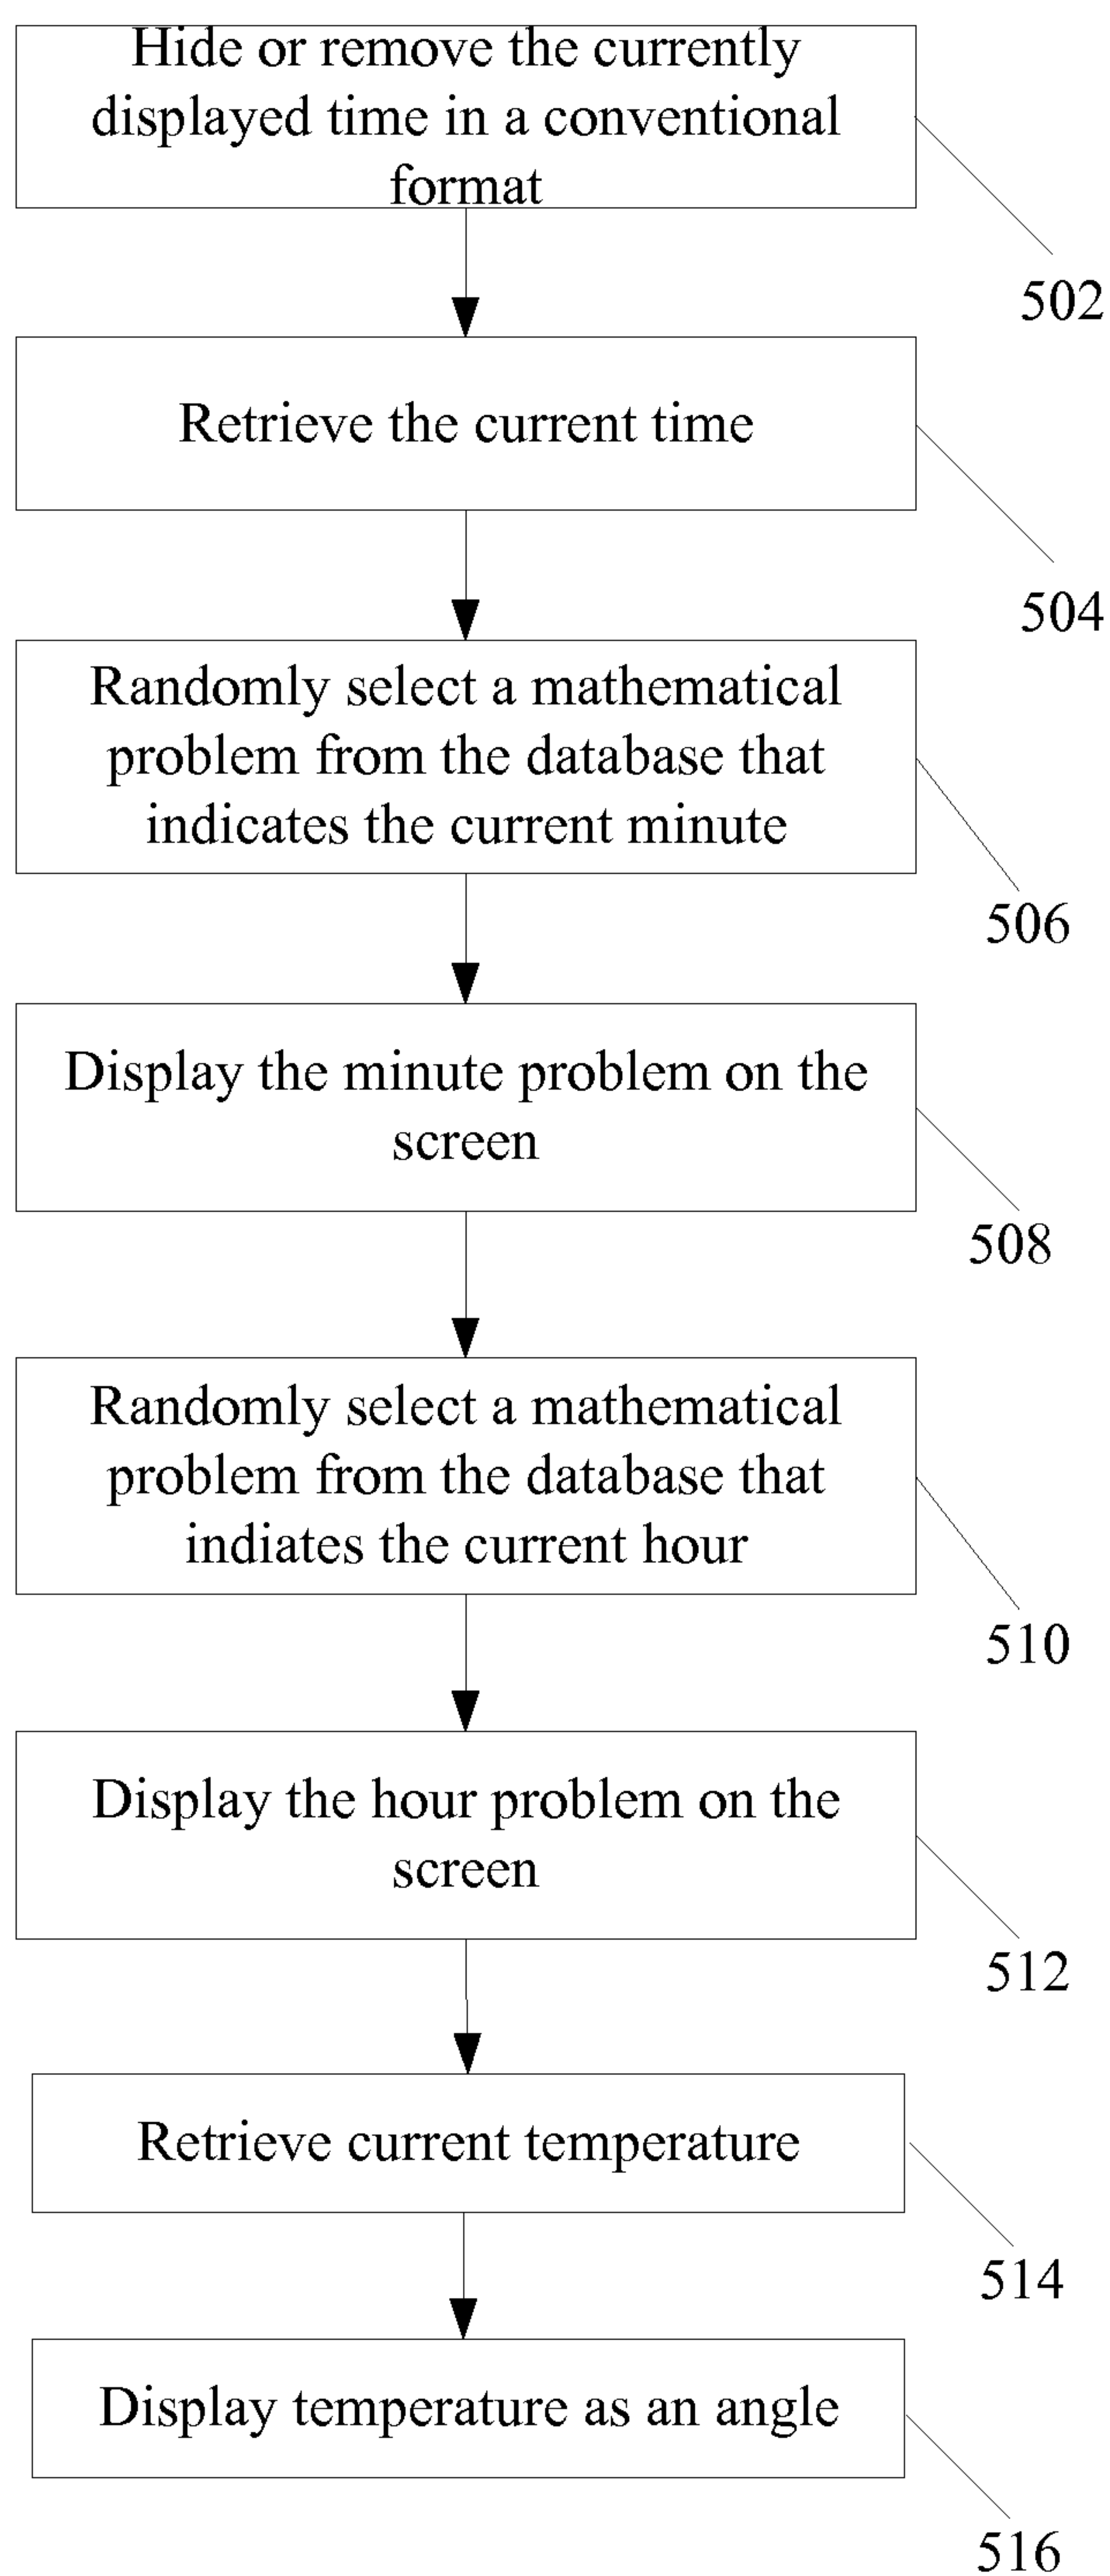 Hide or remove the currently
displayed time in a conventional
format
502
Retrieve the current time
504
Randomly select a mathematical
problem from the database that
indicates the current minute
506
Display the minute problem on the
screen
508
Randomly select a mathematical
problem from the database that
indiates the current hour
510
Display the hour problem on the
screen
512
Retrieve current temperature
514
Display temperature as an angle
516